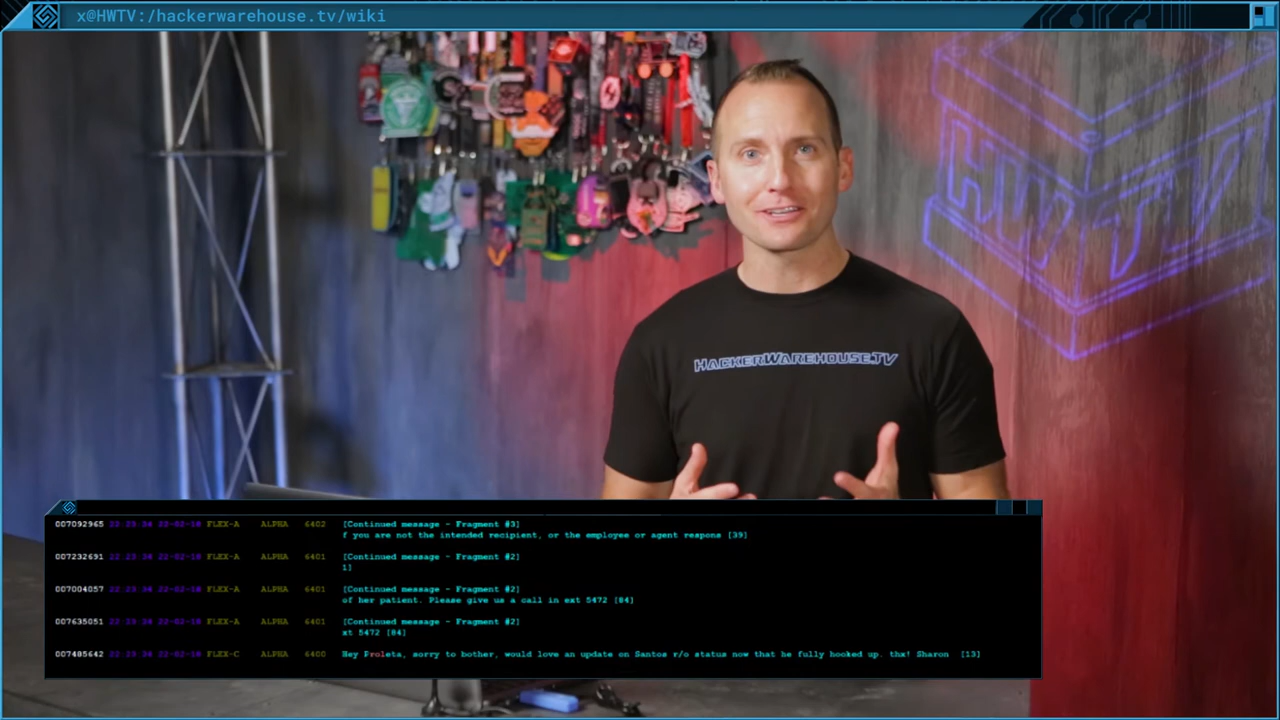 x@HWTV:/hackerwarehouse.tv/wiki
HWTV
HACKERWAREHOUSE.TV
007092965 22:23:34 22-02-18 FLEX-A ALPHA 6402 [Continued message - Fragment #3]
f you are not the intended recipient, or the employee or agent respons [39]
007232691 22:23:34 22-02-18 FLEX-A ALPHA 6401 [Continued message - Fragment #2]
1]
007004057 22:23:34 22-02-18 FLEX-A ALPHA 6401 [Continued message - Fragment #2]
of her patient. Please give us a call in ext 5472 [84]
007635051 22:23:34 22-02-18 FLEX-A ALPHA 6401 [Continued message - Fragment #2]
xt 5472 [84]
007485642 22:23:34 22-02-18 FLEX-C ALPHA 6400 Hey Proleta, sorry to bother, would love an update on Santos r/o status now that he fully hooked up. thx! Sharon [13]